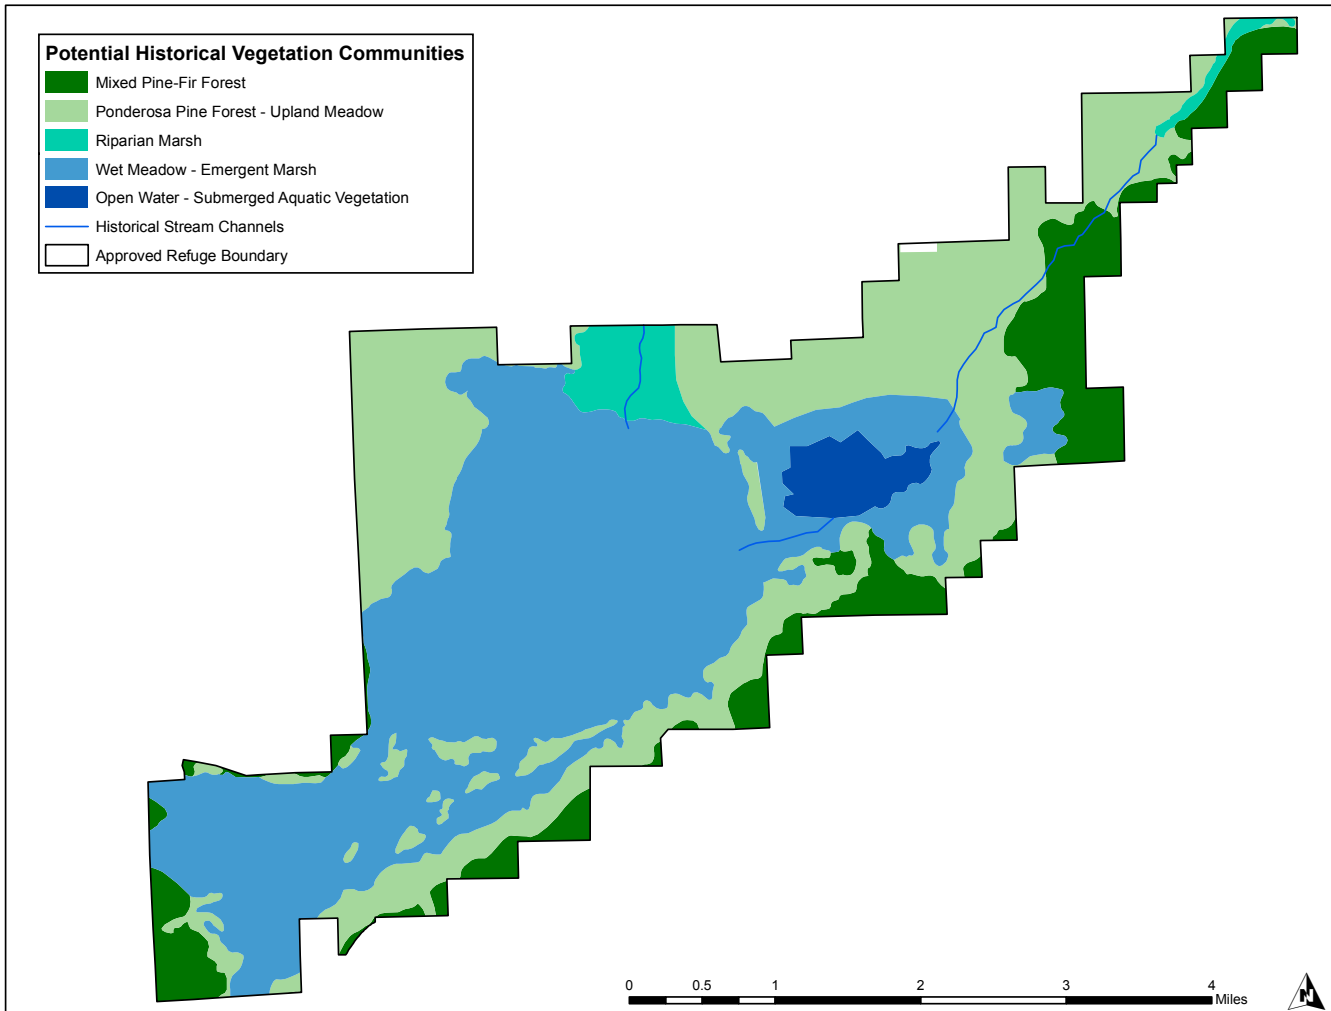 Potential Historical Vegetation Communities
Mixed Pine-Fir Forest
Ponderosa Pine Forest - Upland Meadow
Riparian Marsh
Wet Meadow - Emergent Marsh
Open Water - Submerged Aquatic Vegetation
Historical Stream Channels
Approved Refuge Boundary
0 0.5 1 2 3 4
Miles
N